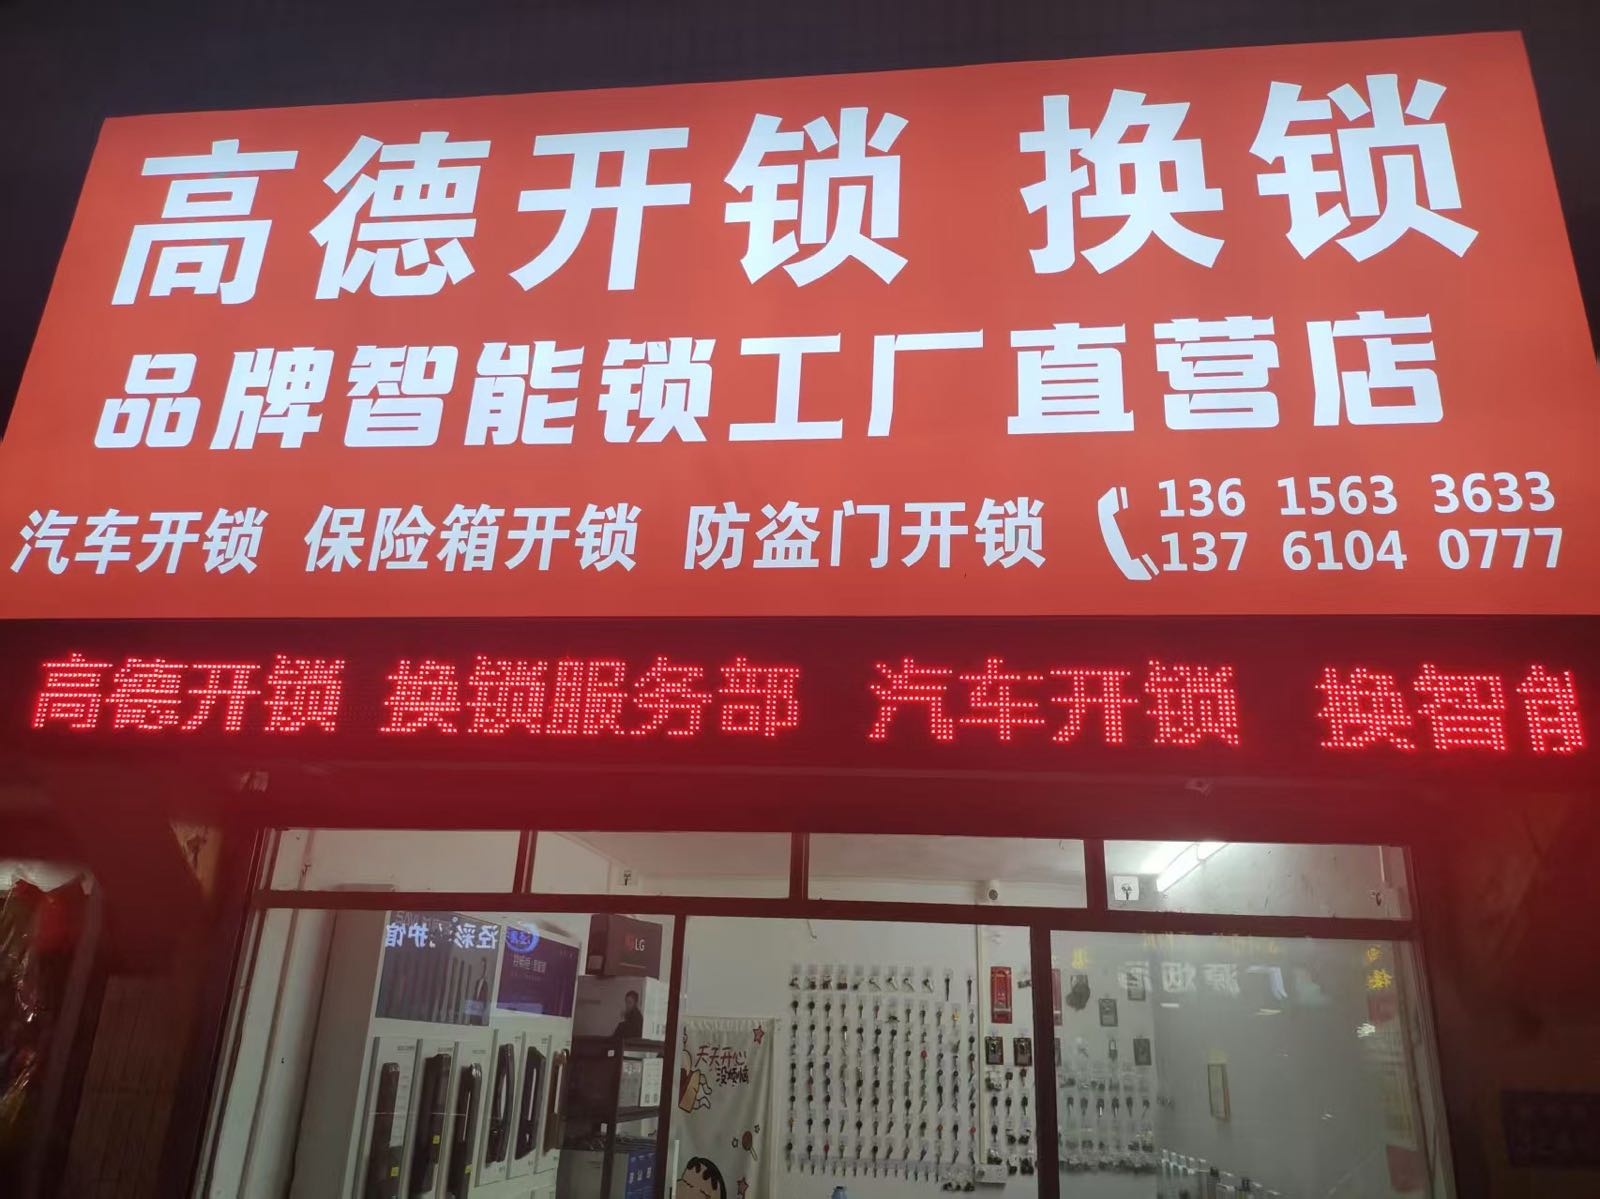 高德开锁 换锁
品牌智能锁工厂直营店
汽车开锁 保险箱开锁 防盗门开锁 136 1563 3633
137 6104 0777
高德开锁 换锁服务部 汽车开锁 换智能
LG
天天开心
没烦恼